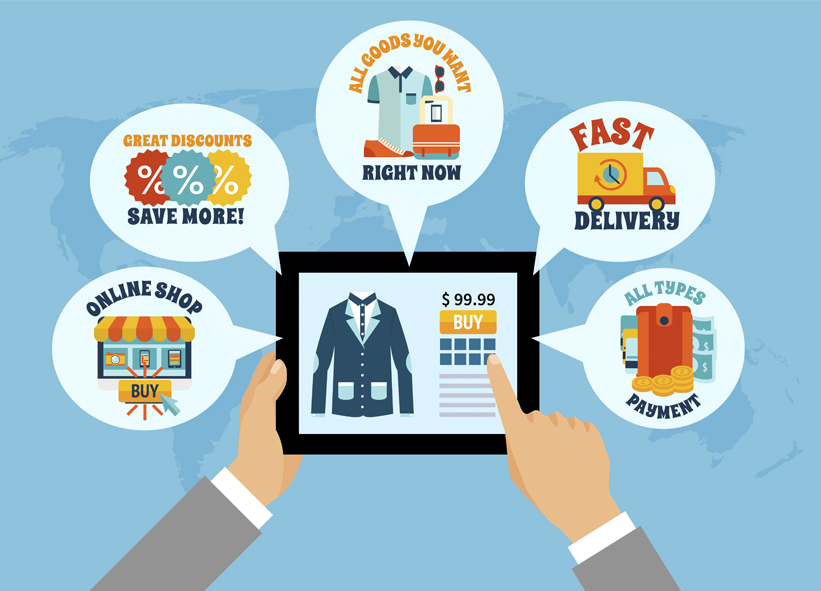 ALL GOODS YOU WANT
RIGHT NOW
GREAT DISCOUNTS
% % %
SAVE MORE!
FAST
DELIVERY
ONLINE SHOP
BUY
$ 99.99
BUY
ALL TYPES
$
$
$
PAYMENT